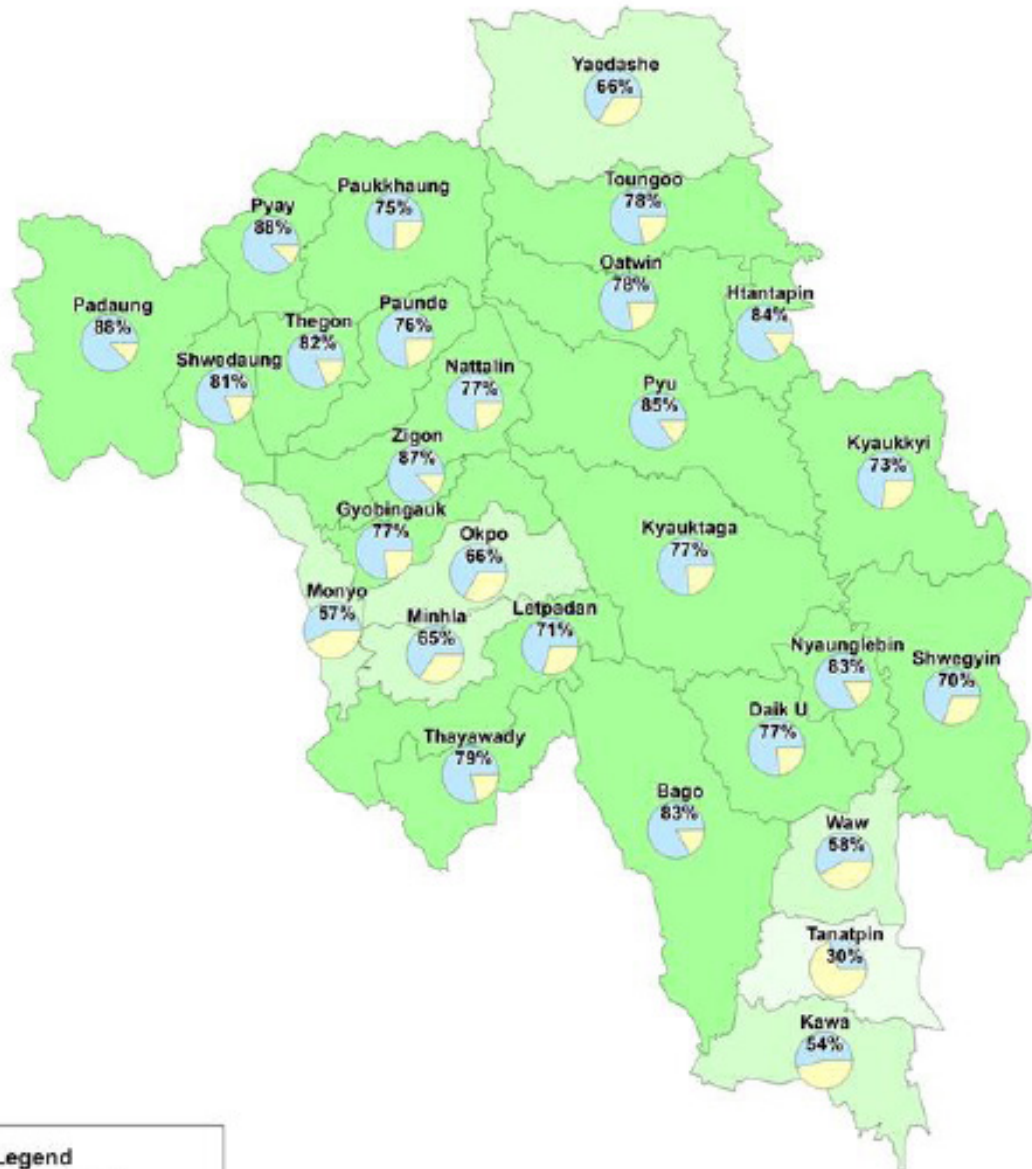 Yaedashe
66%
Paukkhaung
75%
Toungoo
78%
Pyay
88%
Oatwin
78%
Htantapin
84%
Padaung
88%
Paunde
76%
Thegon
82%
Shwedaung
81%
Nattalin
77%
Pyu
85%
Zigon
87%
Kyaukkyi
73%
Gyobingauk
77%
Okpo
66%
Kyauktaga
77%
Monyo
57%
Minhla
65%
Letpadan
71%
Nyaunglebin
83%
Shwegyin
70%
Daik U
77%
Thayawady
79%
Bago
83%
Waw
58%
Tanatpin
30%
Kawa
54%
Legend